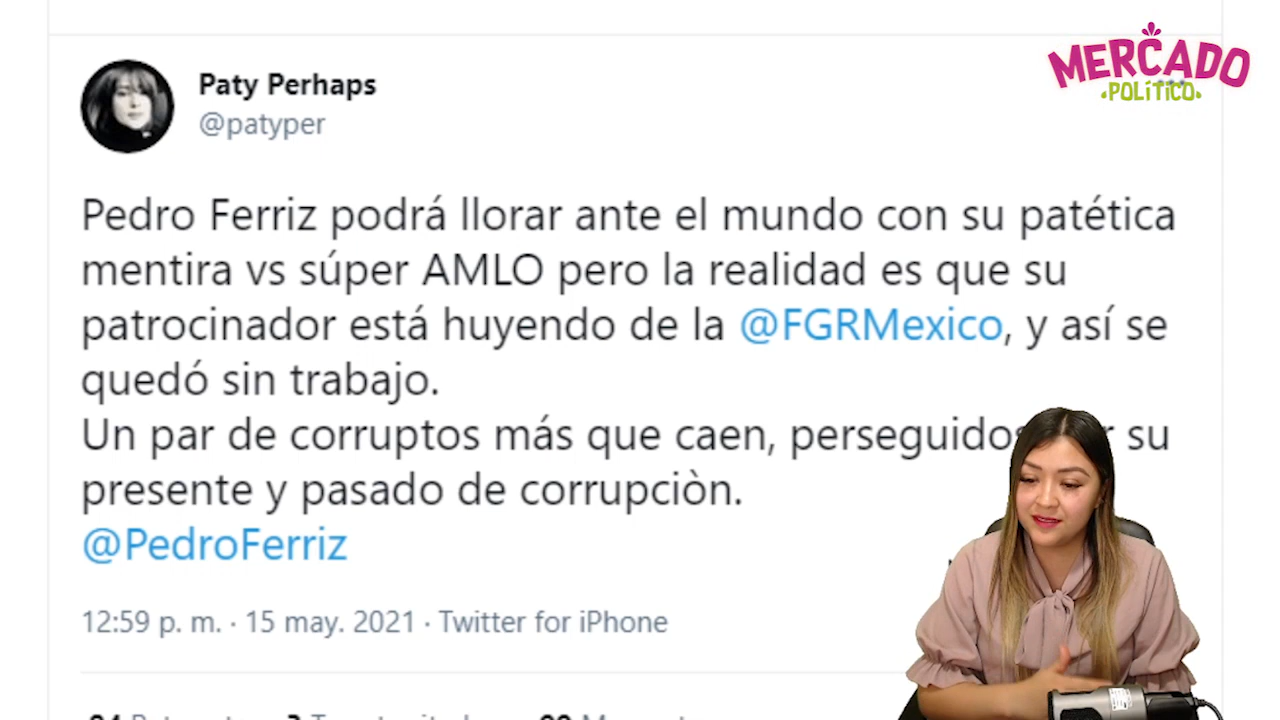 MERCADO
POLÍTICO
Paty Perhaps
@patyper
Pedro Ferriz podrá llorar ante el mundo con su patética
mentira vs súper AMLO pero la realidad es que su
patrocinador está huyendo de la @FGRMexico, y así se
quedó sin trabajo.
Un par de corruptos más que caen, perseguidos su
presente y pasado de corrupciòn.
@PedroFerriz
12:59 p. m. · 15 may. 2021 · Twitter for iPhone